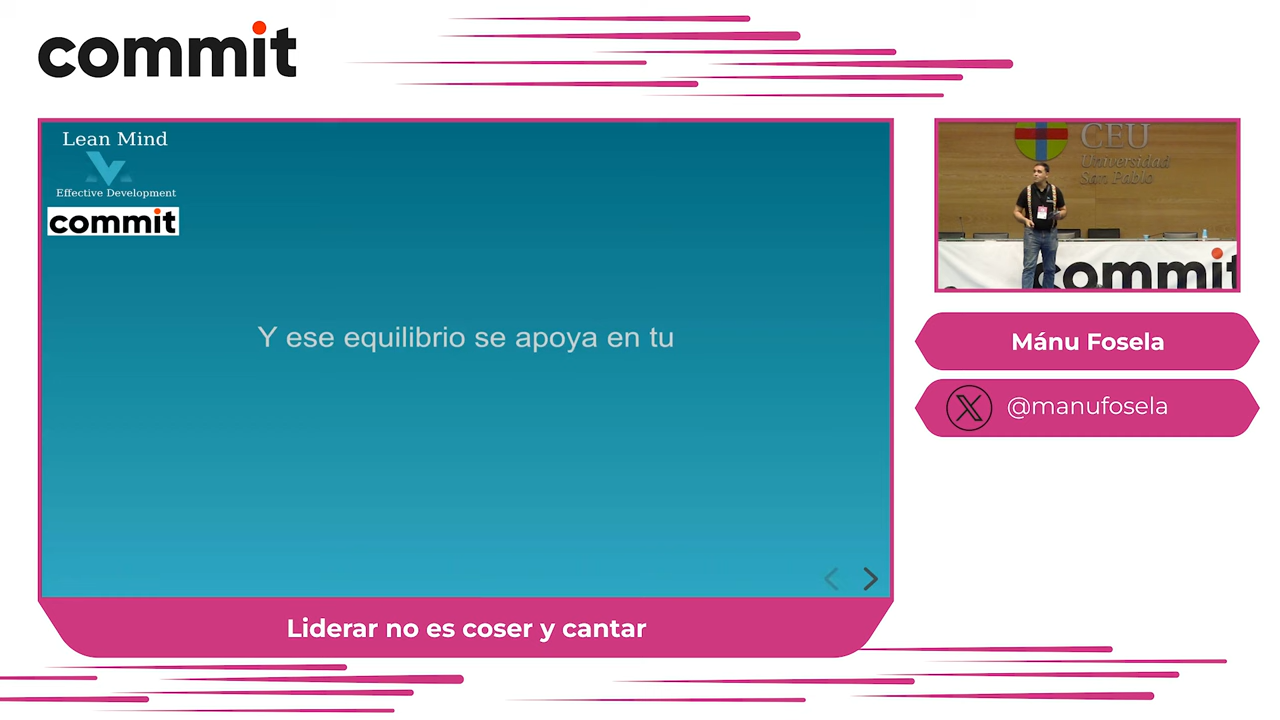 commit
Lean Mind
Effective Development
commit
Y ese equilibrio se apoya en tu
CEU
Universidad
San Pablo
commit
Mánu Fosela
@manufosela
Liderar no es coser y cantar